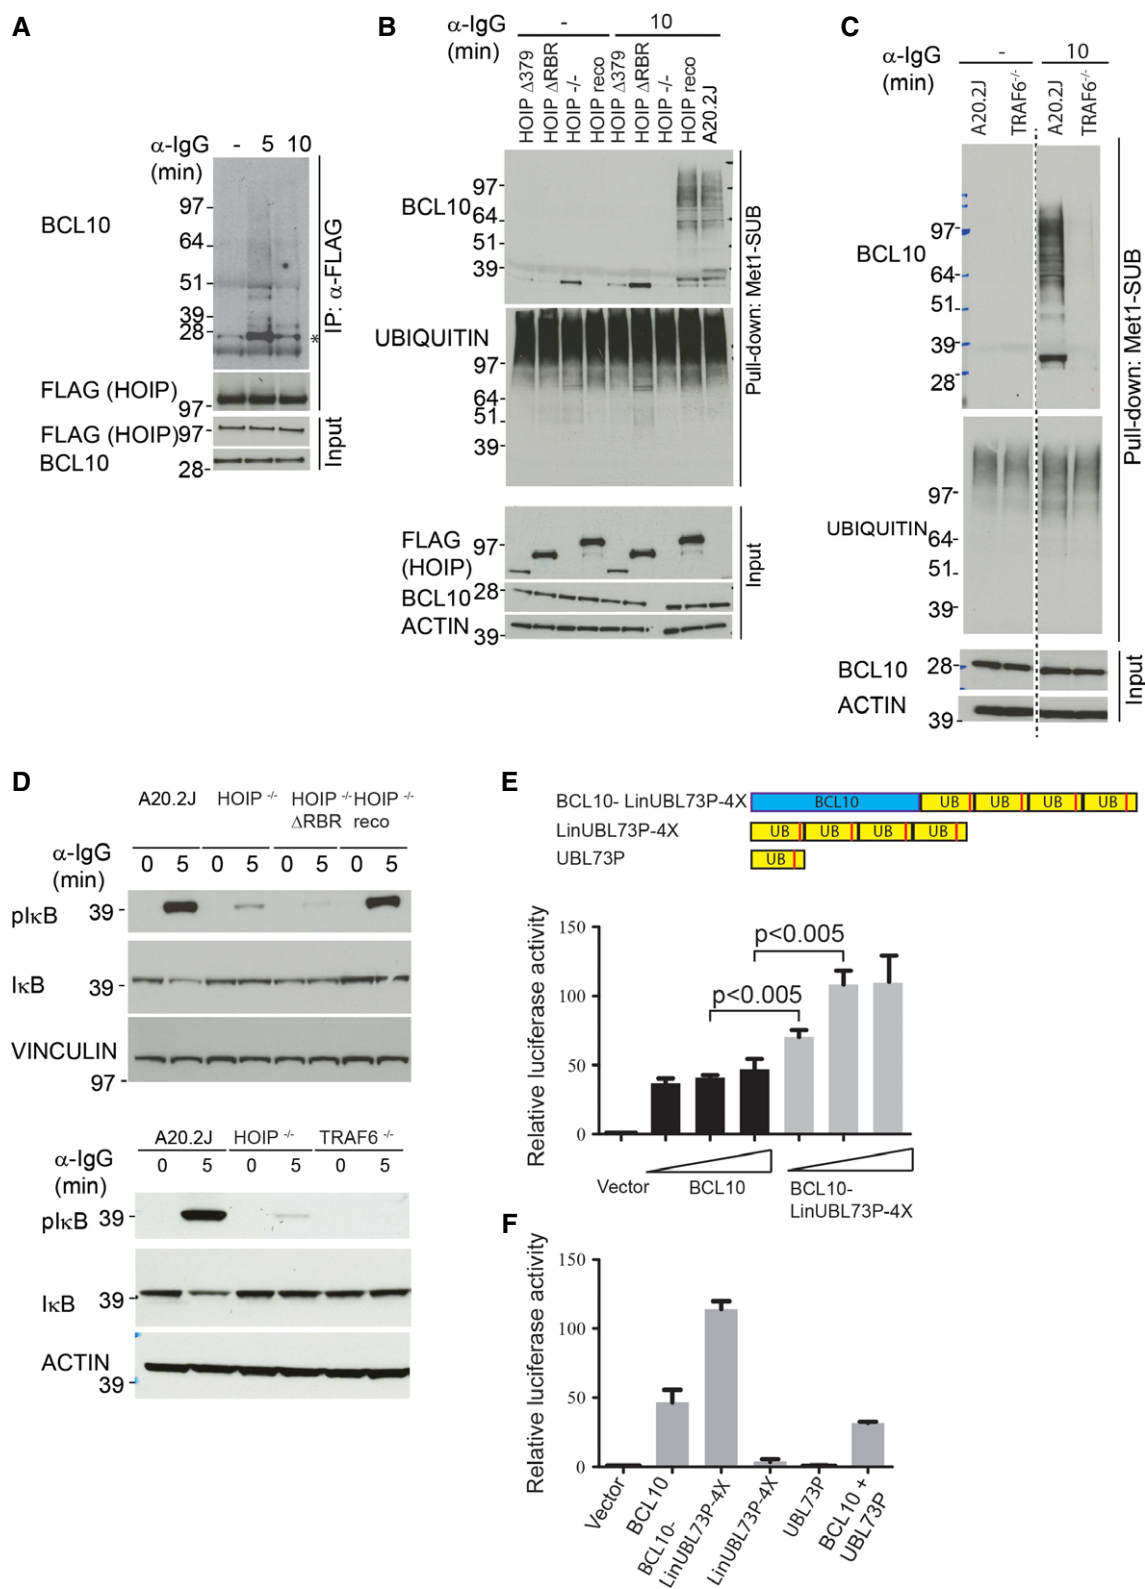 A
α-IgG
(min)
- 5 10
BCL10
97-
64-
51-
39-
28-
*
IP: α-FLAG
FLAG (HOIP)
97-
FLAG (HOIP)97-
BCL10
28-
Input
B
α-IgG
(min)
- 10
HOIP Δ379
HOIP ΔRBR
HOIP -/-
HOIP reco
HOIP Δ379
HOIP ΔRBR
HOIP -/-
HOIP reco
A20.2J
BCL10
97-
64-
51-
39-
UBIQUITIN
97-
64-
51-
39-
Pull-down: Met1-SUB
FLAG
(HOIP)
97-
BCL10
28-
ACTIN
39-
Input
C
α-IgG
(min)
- 10
A20.2J
TRAF6-/-
A20.2J
TRAF6-/-
BCL10
97-
64-
51-
39-
28-
UBIQUITIN
97-
64-
51-
39-
Pull-down: Met1-SUB
BCL10
28-
ACTIN
39-
Input
D
A20.2J HOIP -/- HOIP -/- HOIP -/-
ΔRBR reco
α-IgG
(min)
0 5 0 5 0 5 0 5
pIκB 39-
IκB 39-
VINCULIN
97-
A20.2J HOIP -/- TRAF6 -/-
α-IgG
(min)
0 5 0 5 0 5
pIκB 39-
IκB 39-
ACTIN
39-
E
BCL10- LinUBL73P-4X
BCL10 UB UB UB UB
LinUBL73P-4X
UB UB UB UB
UBL73P
UB
Relative luciferase activity
150
100
50
0
p<0.005
p<0.005
Vector
BCL10
BCL10-
LinUBL73P-4X
F
Relative luciferase activity
150
100
50
0
Vector
BCL10
BCL10-
LinUBL73P-4X
LinUBL73P-4X
UBL73P
BCL10 +
UBL73P